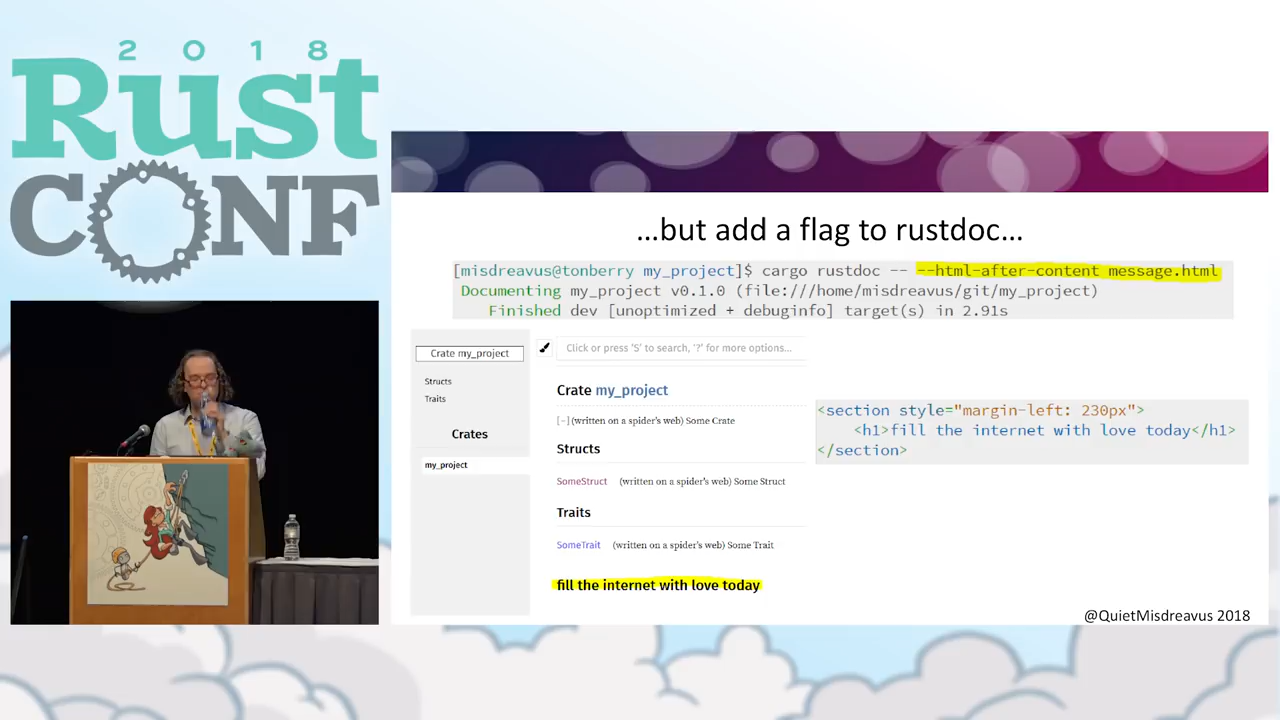 2018
Rust
CONF
…but add a flag to rustdoc…
[misdreavus@tonberry my_project]$ cargo rustdoc -- --html-after-content message.html
Documenting my_project v0.1.0 (file:///home/misdreavus/git/my_project)
Finished dev [unoptimized + debuginfo] target(s) in 2.91s
Crate my_project
Structs
Traits
Crates
my_project
Click or press 'S' to search, '?' for more options…
Crate my_project
[-] (written on a spider's web) Some Crate
Structs
SomeStruct (written on a spider's web) Some Struct
Traits
SomeTrait (written on a spider's web) Some Trait
fill the internet with love today
<section style="margin-left: 230px">
<h1>fill the internet with love today</h1>
</section>
@QuietMisdreavus 2018